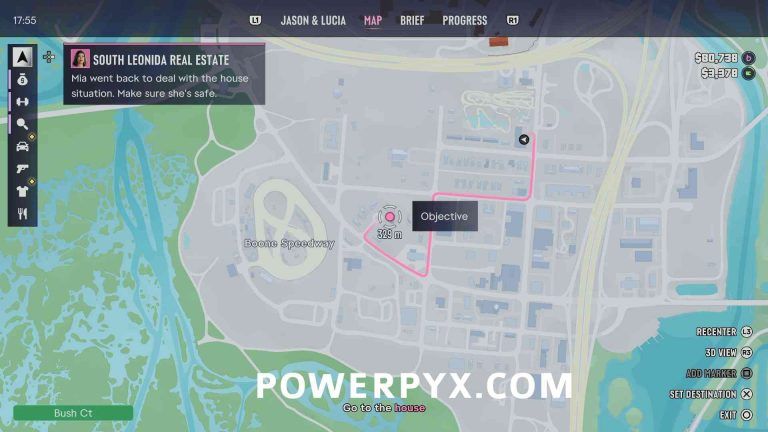 17:55
L1 JASON & LUCIA MAP BRIEF PROGRESS R1
SOUTH LEONIDA REAL ESTATE
Mia went back to deal with the house
situation. Make sure she's safe.
$80,738
$3,378
Objective
329 m
Boone Speedway
RECENTER L3
3D VIEW R3
ADD MARKER
SET DESTINATION
EXIT
POWERPYX.COM
Go to the house
Bush Ct